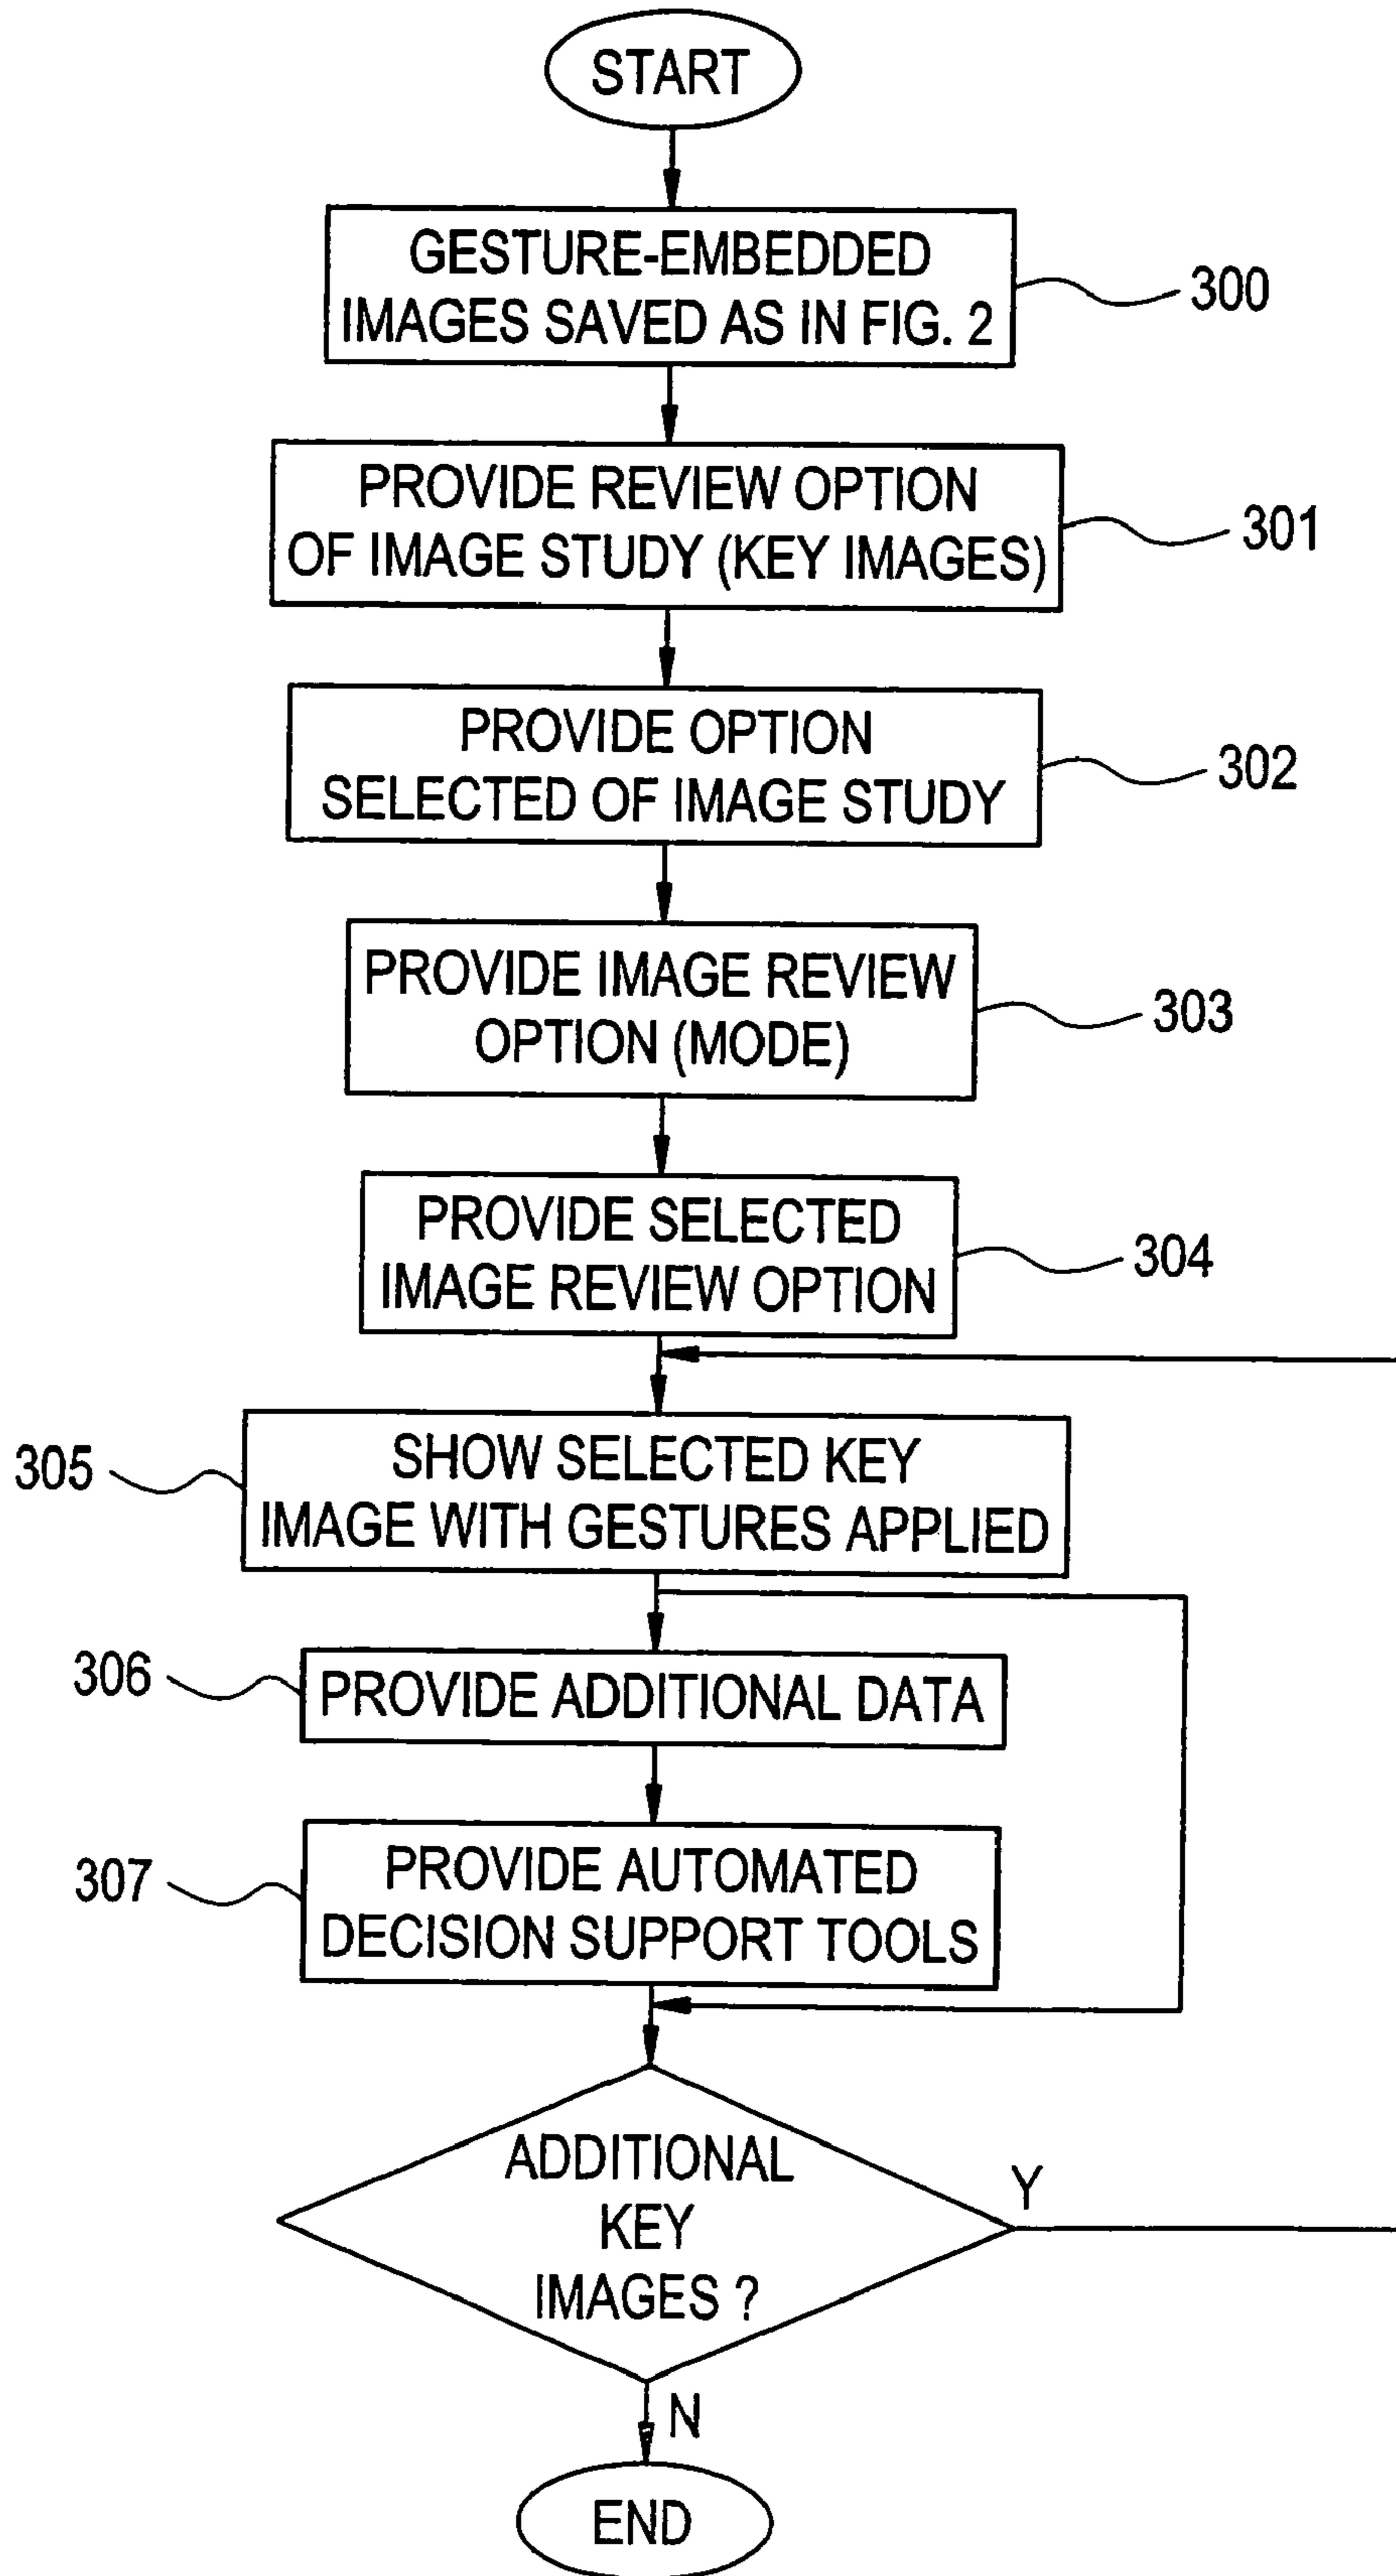 START
GESTURE-EMBEDDED
IMAGES SAVED AS IN FIG. 2
300
PROVIDE REVIEW OPTION
OF IMAGE STUDY (KEY IMAGES)
301
PROVIDE OPTION
SELECTED OF IMAGE STUDY
302
PROVIDE IMAGE REVIEW
OPTION (MODE)
303
PROVIDE SELECTED
IMAGE REVIEW OPTION
304
305
SHOW SELECTED KEY
IMAGE WITH GESTURES APPLIED
306
PROVIDE ADDITIONAL DATA
307
PROVIDE AUTOMATED
DECISION SUPPORT TOOLS
ADDITIONAL
KEY
IMAGES ?
Y
N
END